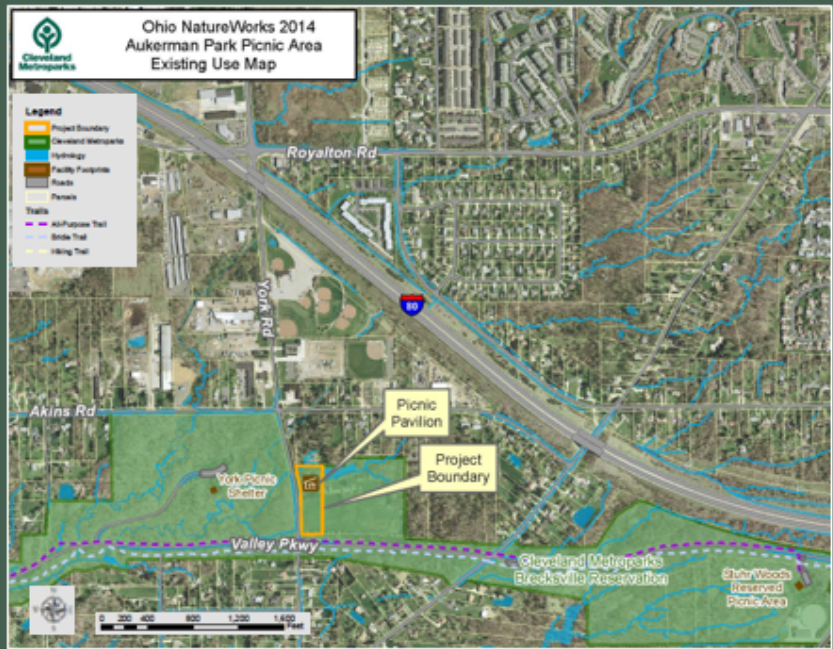 Cleveland
Metroparks
Ohio NatureWorks 2014
Aukerman Park Picnic Area
Existing Use Map
Legend
Project Boundary
Cleveland Metroparks
Hydrology
Facility Footprints
Roads
Parcels
Trails
All-Purpose Trail
Bridle Trail
Hiking Trail
Royalton Rd
York Rd
80
Akins Rd
Picnic
Pavilion
Project
Boundary
York Picnic
Shelter
Valley Pkwy
Cleveland Metroparks
Brecksville Reservation
Stuhr Woods
Reserved
Picnic Area
N
W
E
S
0 200 400 800 1,200 1,600
Feet